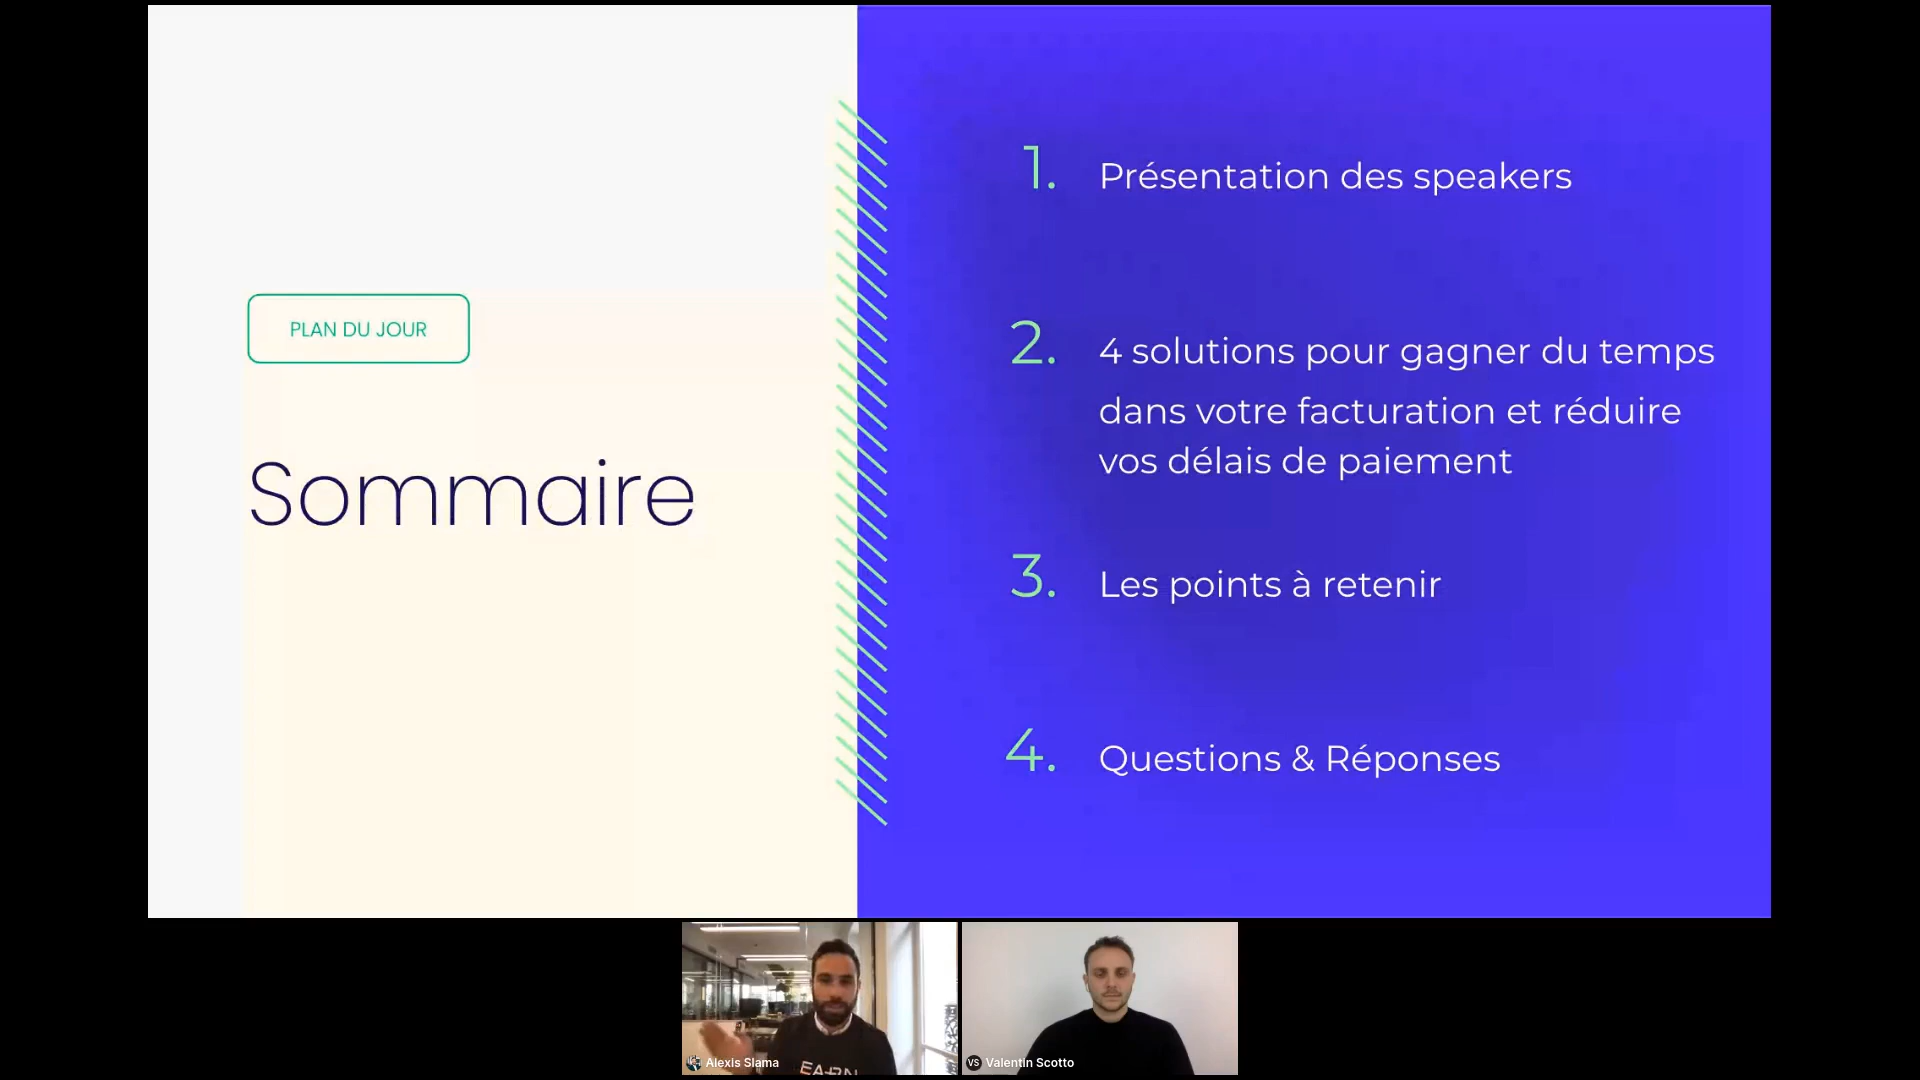 PLAN DU JOUR
Sommaire
1. Présentation des speakers
2. 4 solutions pour gagner du temps
dans votre facturation et réduire
vos délais de paiement
3. Les points à retenir
4. Questions & Réponses
Alexis Slama
VS Valentin Scotto